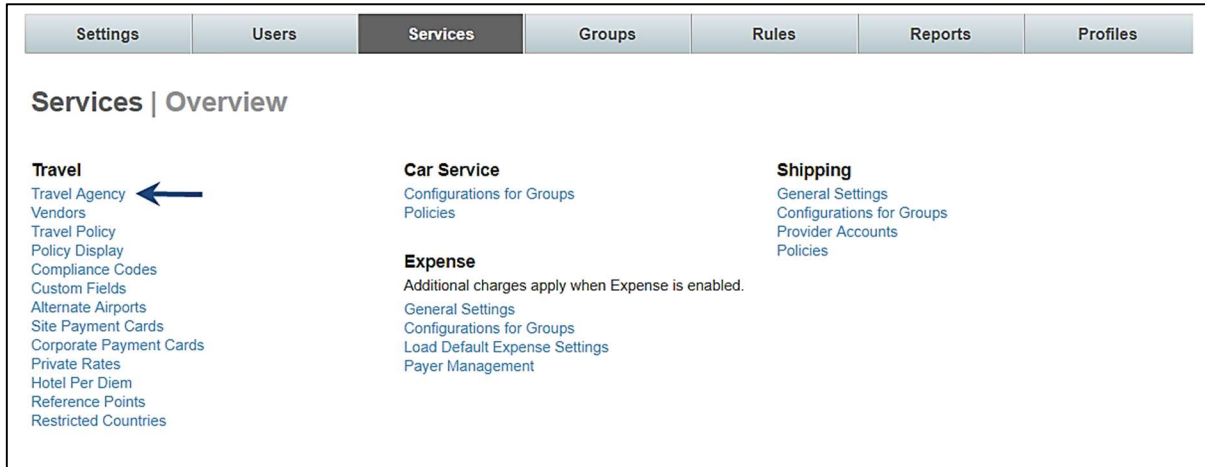 Settings Users Services Groups Rules Reports Profiles
Services | Overview
Travel
Travel Agency
Vendors
Travel Policy
Policy Display
Compliance Codes
Custom Fields
Alternate Airports
Site Payment Cards
Corporate Payment Cards
Private Rates
Hotel Per Diem
Reference Points
Restricted Countries
Car Service
Configurations for Groups
Policies
Expense
Additional charges apply when Expense is enabled.
General Settings
Configurations for Groups
Load Default Expense Settings
Payer Management
Shipping
General Settings
Configurations for Groups
Provider Accounts
Policies